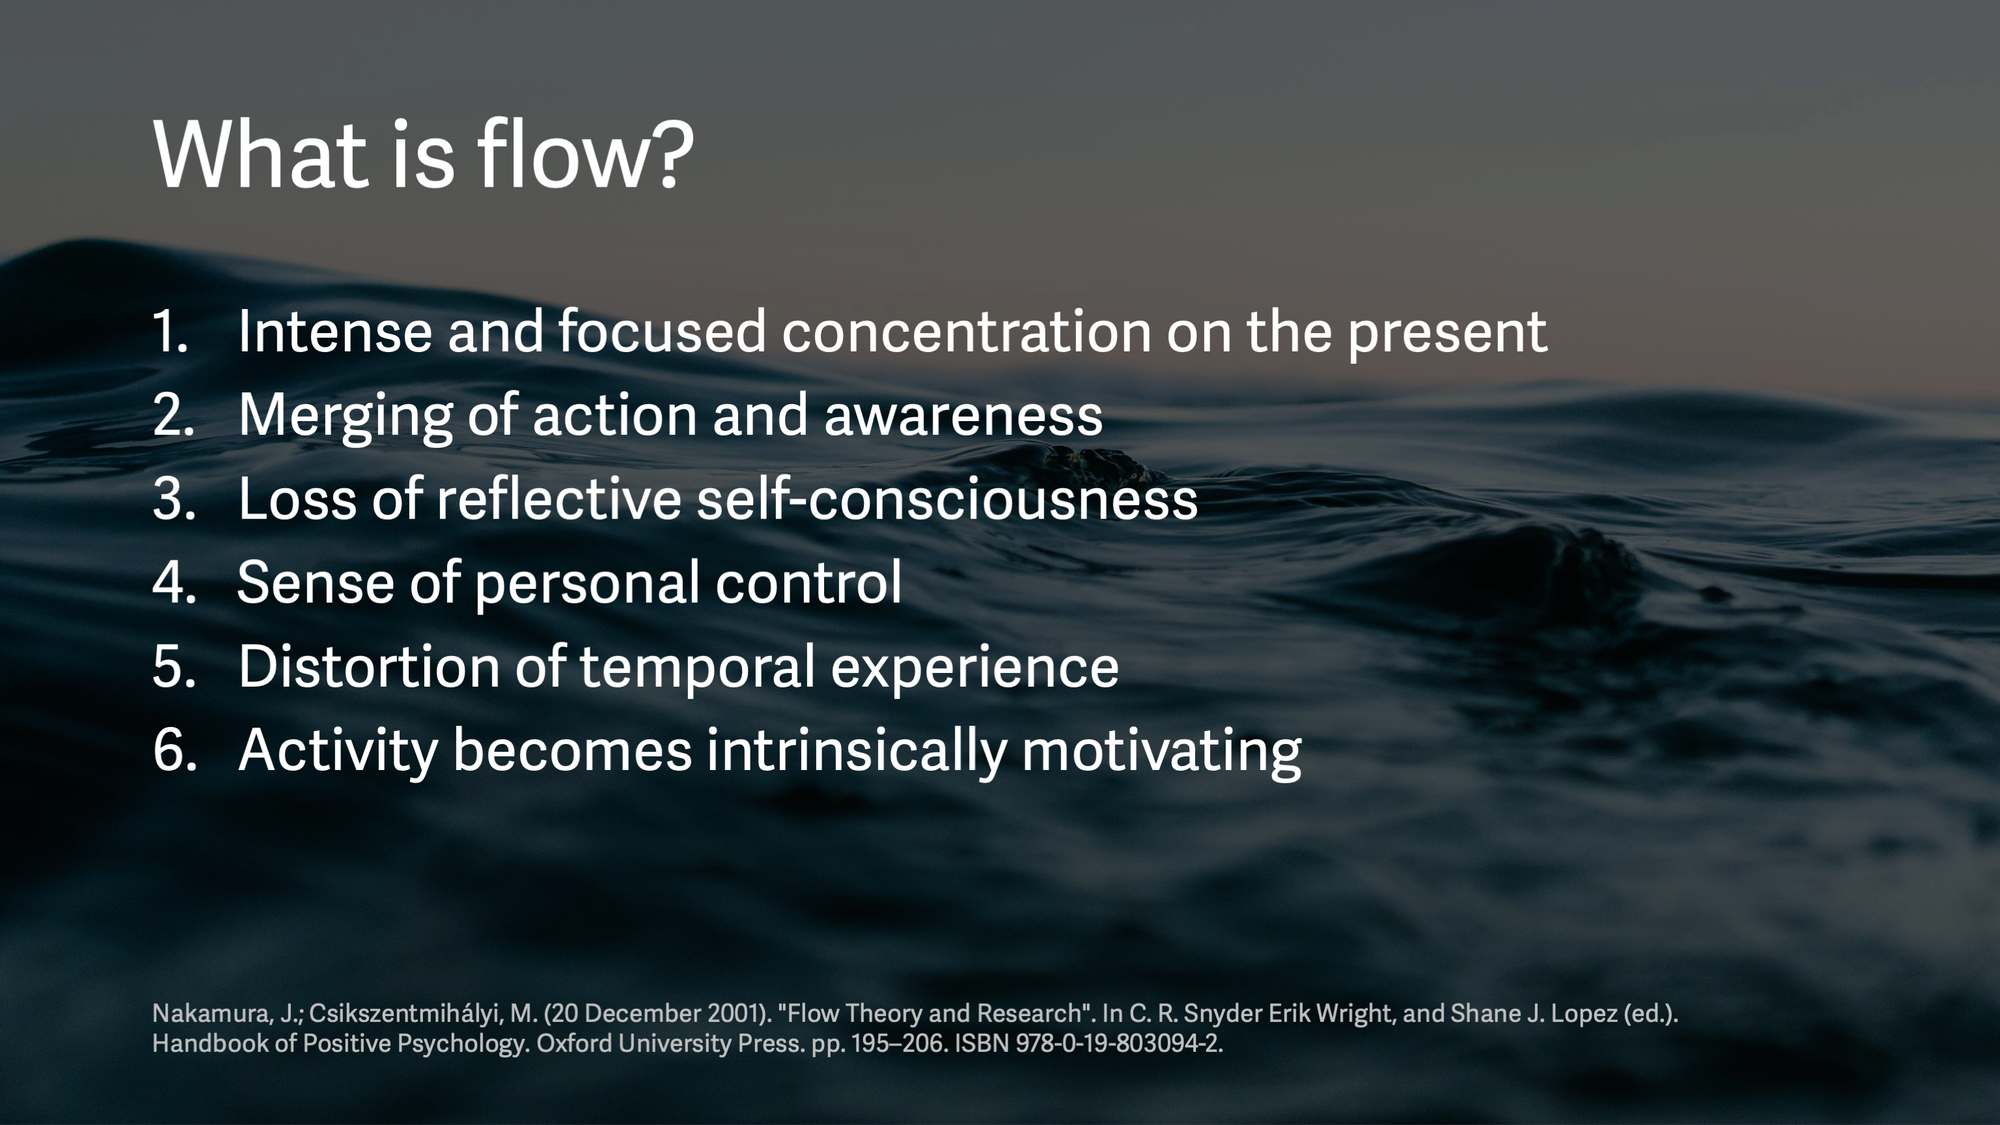 What is flow?
1. Intense and focused concentration on the present
2. Merging of action and awareness
3. Loss of reflective self-consciousness
4. Sense of personal control
5. Distortion of temporal experience
6. Activity becomes intrinsically motivating
Nakamura, J.; Csikszentmihályi, M. (20 December 2001). "Flow Theory and Research". In C. R. Snyder Erik Wright, and Shane J. Lopez (ed.).
Handbook of Positive Psychology. Oxford University Press. pp. 195–206. ISBN 978-0-19-803094-2.